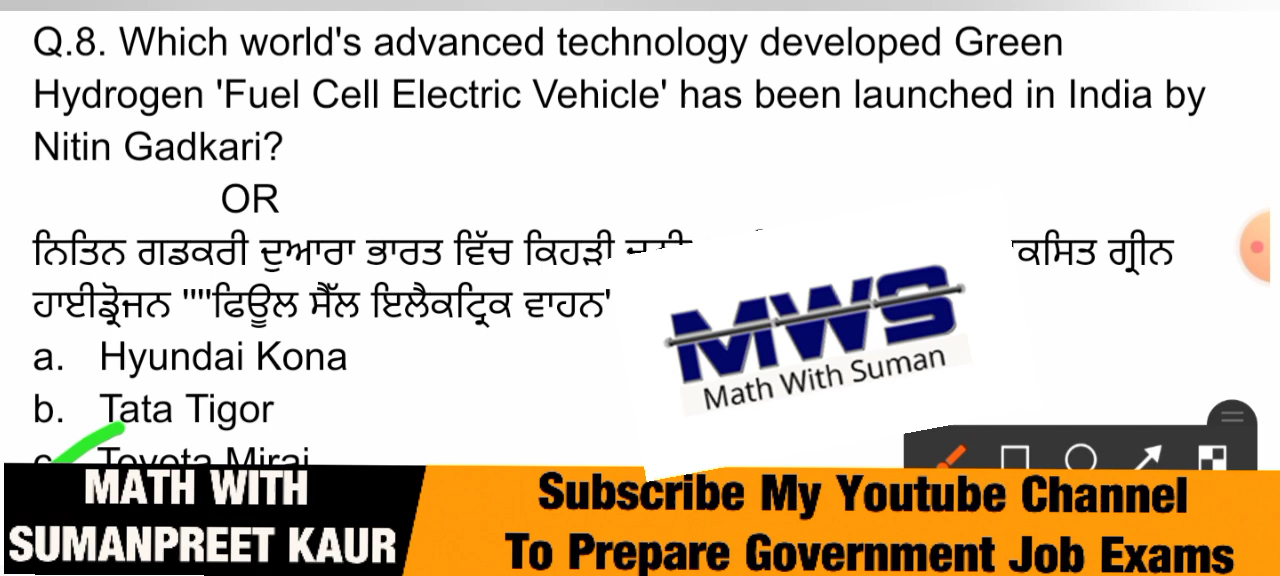 Q.8. Which world's advanced technology developed Green
Hydrogen 'Fuel Cell Electric Vehicle' has been launched in India by
Nitin Gadkari?
OR
ਨਿਤਿਨ ਗਡਕਰੀ ਦੁਆਰਾ ਭਾਰਤ ਵਿੱਚ ਕਿਹੜੀ ਗ੍ਰੀਨ
ਹਾਈਡ੍ਰੋਜਨ ""'ਫਿਊਲ ਸੈੱਲ ਇਲੈਕਟ੍ਰਿਕ ਵਾਹਨ'
a. Hyundai Kona
b. Tata Tigor
c. Toyota Mirai
MWS
Math With Suman
MATH WITH
SUMANPREET KAUR
Subscribe My Youtube Channel
To Prepare Government Job Exams